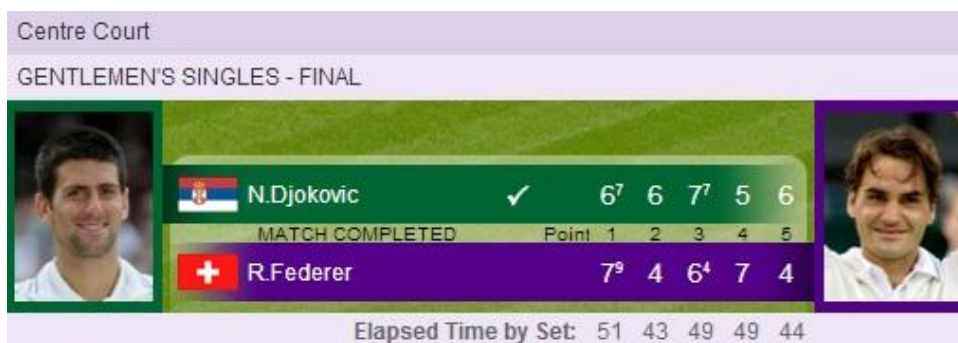 Centre Court
GENTLEMEN'S SINGLES - FINAL
N.Djokovic ✓ 6⁷ 6 7⁷ 5 6
MATCH COMPLETED Point 1 2 3 4 5
R.Federer 7⁹ 4 6⁴ 7 4
Elapsed Time by Set: 51 43 49 49 44